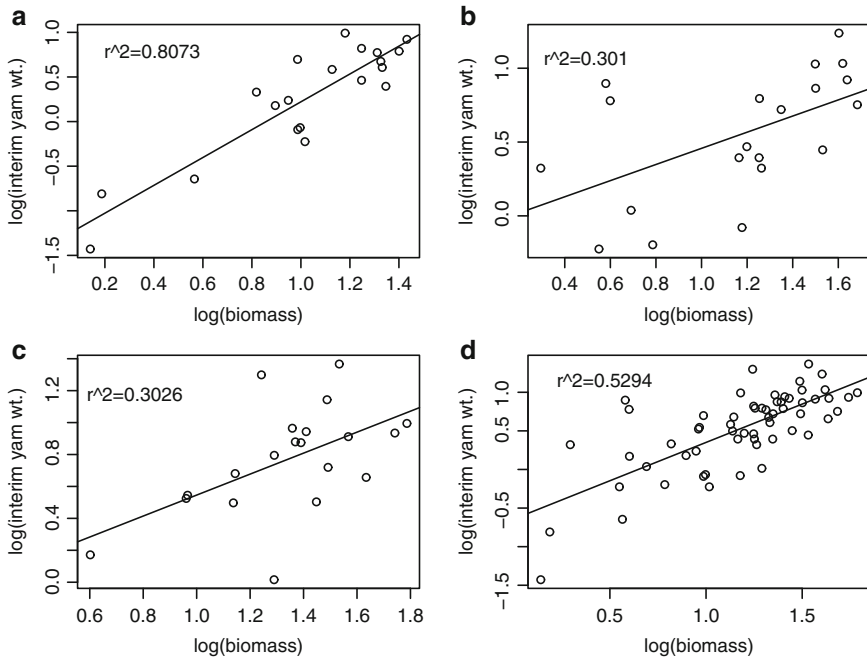 a
r^2=0.8073
log(interim yam wt.)
1.0
0.5
0.0
−0.5
−1.5
0.2 0.4 0.6 0.8 1.0 1.2 1.4
log(biomass)
b
r^2=0.301
log(interim yam wt.)
1.0
0.5
0.0
0.4 0.6 0.8 1.0 1.2 1.4 1.6
log(biomass)
c
r^2=0.3026
log(interim yam wt.)
1.2
0.8
0.4
0.0
0.6 0.8 1.0 1.2 1.4 1.6 1.8
log(biomass)
d
r^2=0.5294
log(interim yam wt.)
1.0
0.5
−0.5
−1.5
0.5 1.0 1.5
log(biomass)